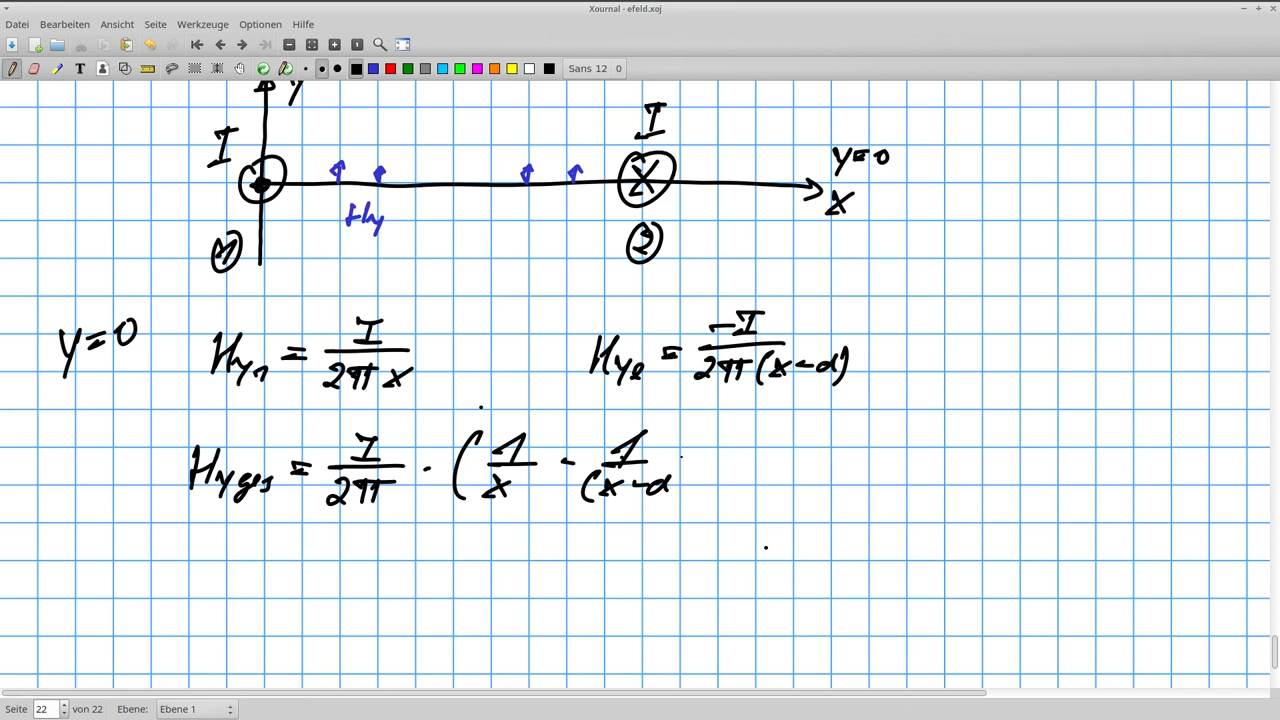 Xournal - efeld.xoj
Datei Bearbeiten Ansicht Seite Werkzeuge Optionen Hilfe
Sans 12 0
y
I
I
y=0
x
Hy
1
2
y=0
Hy1 = I / 2π x
Hy2 = -I / 2π (x-d)
Hyges = I / 2π · ( 1 / x - 1 / (x-d
Seite 22 von 22 Ebene: Ebene 1